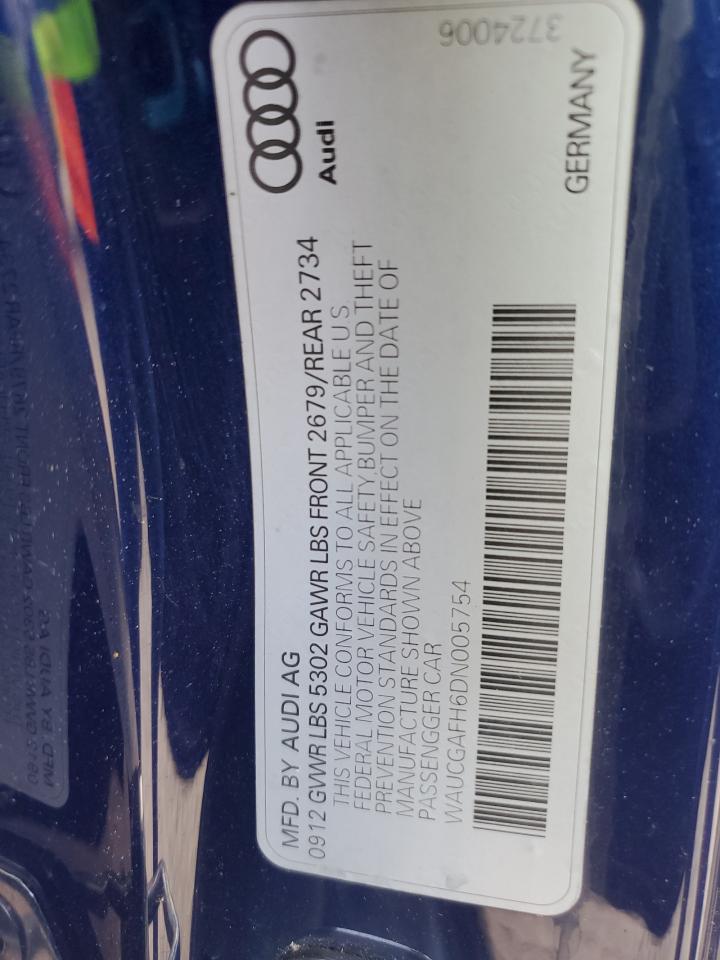 Audi
MFD. BY AUDI AG
0912 GVWR LBS 5302 GAWR LBS FRONT 2679/REAR 2734
THIS VEHICLE CONFORMS TO ALL APPLICABLE U S
FEDERAL MOTOR VEHICLE SAFETY, BUMPER AND THEFT
PREVENTION STANDARDS IN EFFECT ON THE DATE OF
MANUFACTURE SHOWN ABOVE
PASSENGGER CAR
WAUCGAFH6DN005754
GERMANY
3724006